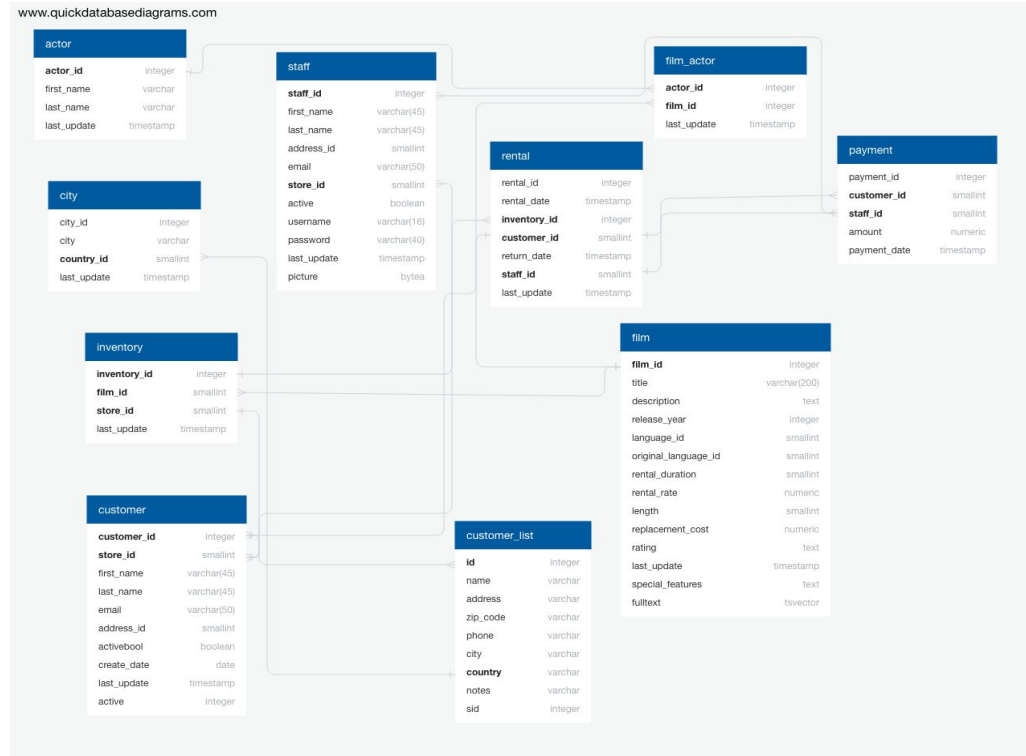 www.quickdatabasediagrams.com
actor
actor_id integer
first_name varchar
last_name varchar
last_update timestamp
staff
staff_id integer
first_name varchar(45)
last_name varchar(45)
address_id smallint
email varchar(50)
store_id smallint
active boolean
username varchar(16)
password varchar(40)
last_update timestamp
picture bytea
film_actor
actor_id integer
film_id integer
last_update timestamp
payment
payment_id integer
customer_id smallint
staff_id smallint
amount numeric
payment_date timestamp
rental
rental_id integer
rental_date timestamp
inventory_id integer
customer_id smallint
return_date timestamp
staff_id smallint
last_update timestamp
city
city_id integer
city varchar
country_id smallint
last_update timestamp
inventory
inventory_id integer
film_id smallint
store_id smallint
last_update timestamp
film
film_id integer
title varchar(200)
description text
release_year integer
language_id smallint
original_language_id smallint
rental_duration smallint
rental_rate numeric
length smallint
replacement_cost numeric
rating text
last_update timestamp
special_features text
fulltext tsvector
customer
customer_id integer
store_id smallint
first_name varchar(45)
last_name varchar(45)
email varchar(50)
address_id smallint
activebool boolean
create_date date
last_update timestamp
active integer
customer_list
id integer
name varchar
address varchar
zip_code varchar
phone varchar
city varchar
country varchar
notes varchar
sid integer